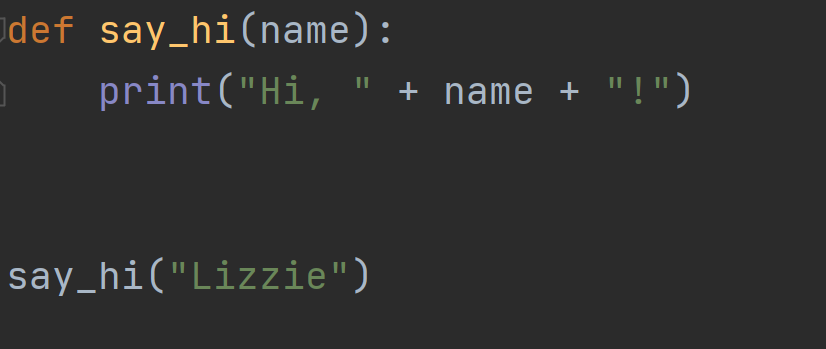 def say_hi(name):
    print("Hi, " + name + "!")
say_hi("Lizzie")